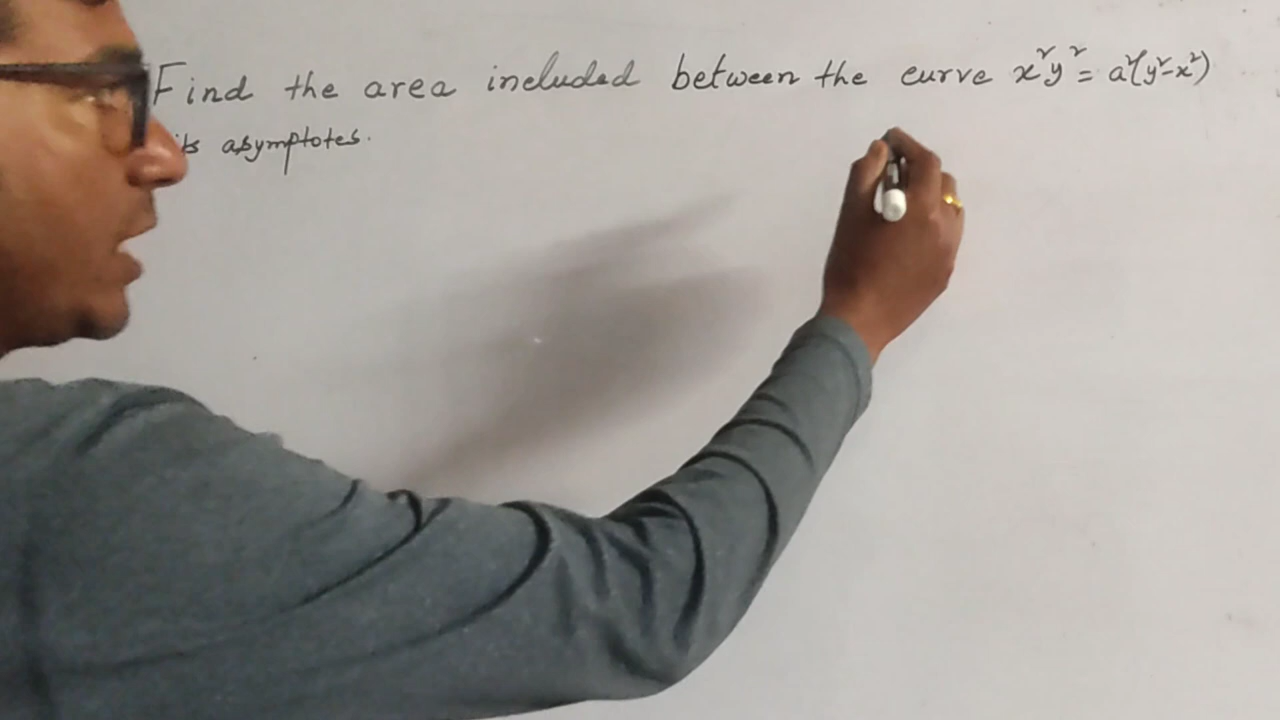 Find the area included between the curve x²y² = a²(y²-x²)
its asymptotes.